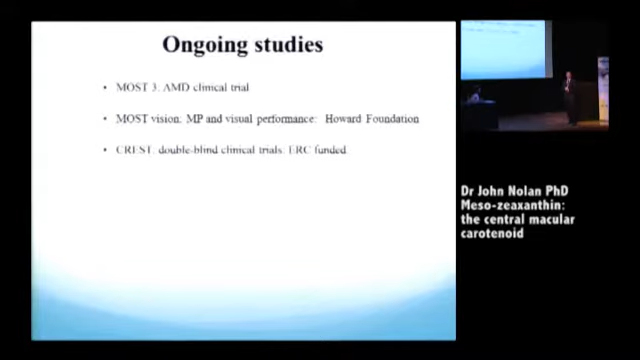 Ongoing studies
• MOST 3: AMD clinical trial
• MOST vision: MP and visual performance: Howard Foundation
• CREST: double-blind clinical trials: ERC funded
Dr John Nolan PhD
Meso-zeaxanthin:
the central macular
carotenoid